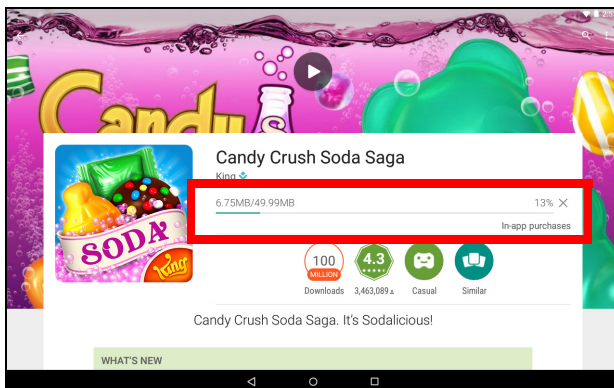 Candy
Candy Crush Soda Saga
King
6.75MB/49.99MB 13%
In-app purchases
SODA
King
100
MILLION
4.3
Downloads 3,463,089 Casual Similar
Candy Crush Soda Saga. It's Sodalicious!
WHAT'S NEW